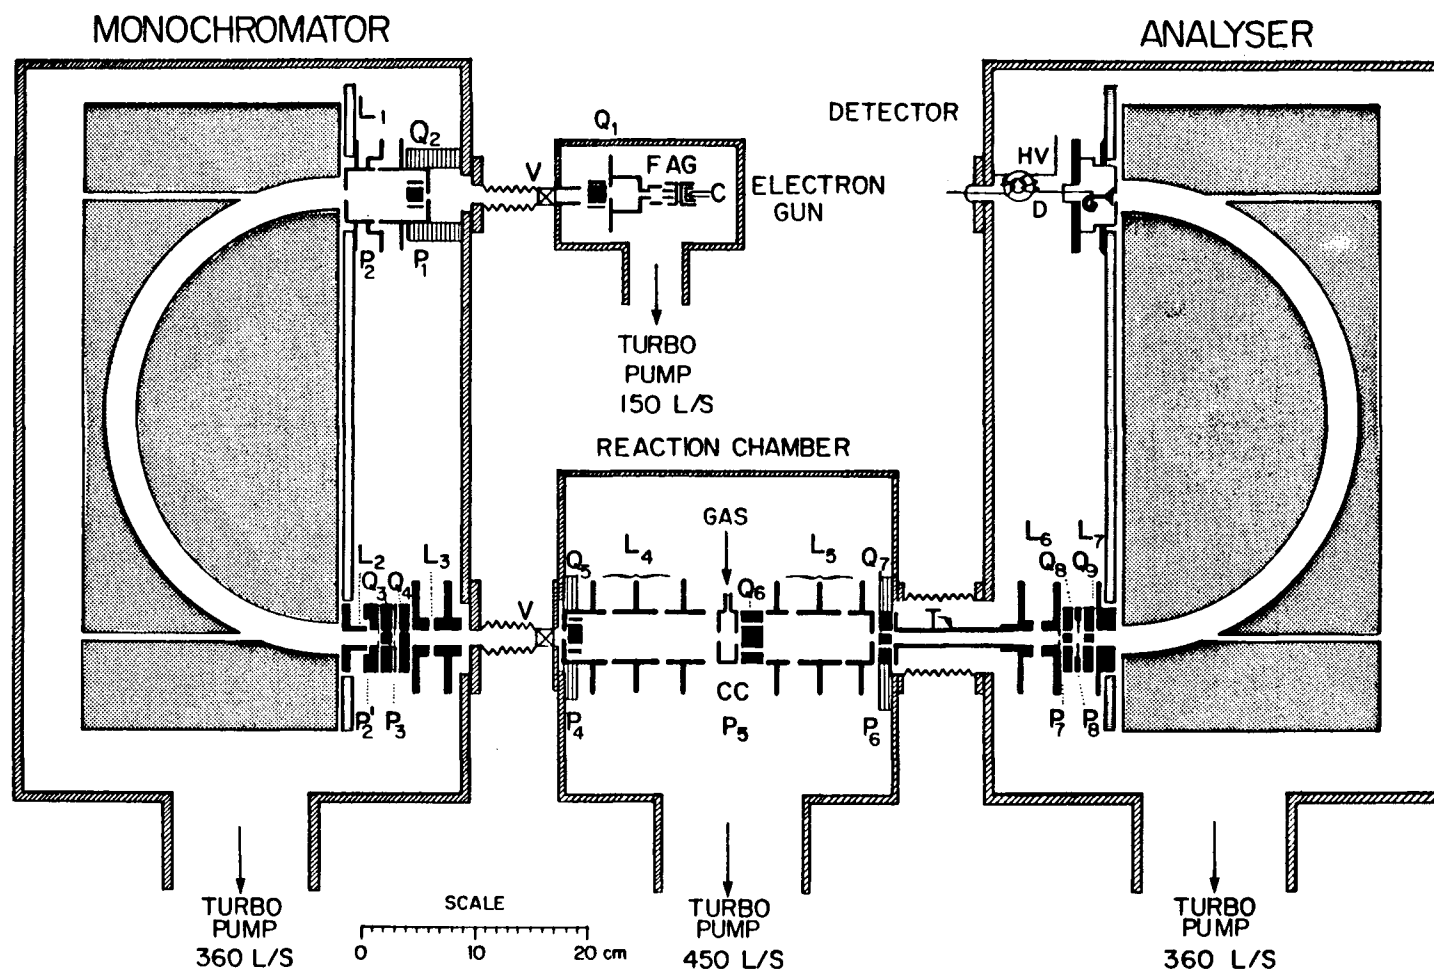 MONOCHROMATOR
ANALYSER
L1
Q2
P2
P1
V
Q1
F A G
C
ELECTRON
GUN
DETECTOR
HV
D
TURBO
PUMP
150 L/S
REACTION CHAMBER
GAS
L2
Q3
Q4
L3
P2'
P3
V
Q5
L4
Q6
L5
Q7
P4
CC
P5
P6
T
L6
Q8
L7
Q9
P7
P8
TURBO
PUMP
360 L/S
SCALE
0 10 20 cm
TURBO
PUMP
450 L/S
TURBO
PUMP
360 L/S